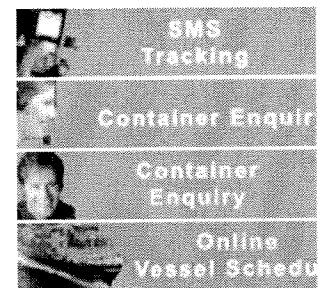 SMS
Tracking
Container Enquir
Container
Enquiry
Online
Vessel Schedu